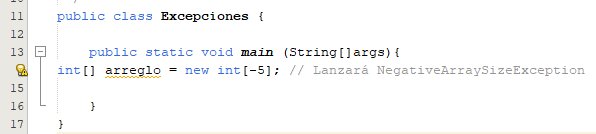 11 public class Excepciones {
12
13 public static void main (String[]args){
int[] arreglo = new int[-5]; // Lanzará NegativeArraySizeException
15
16 }
17 }